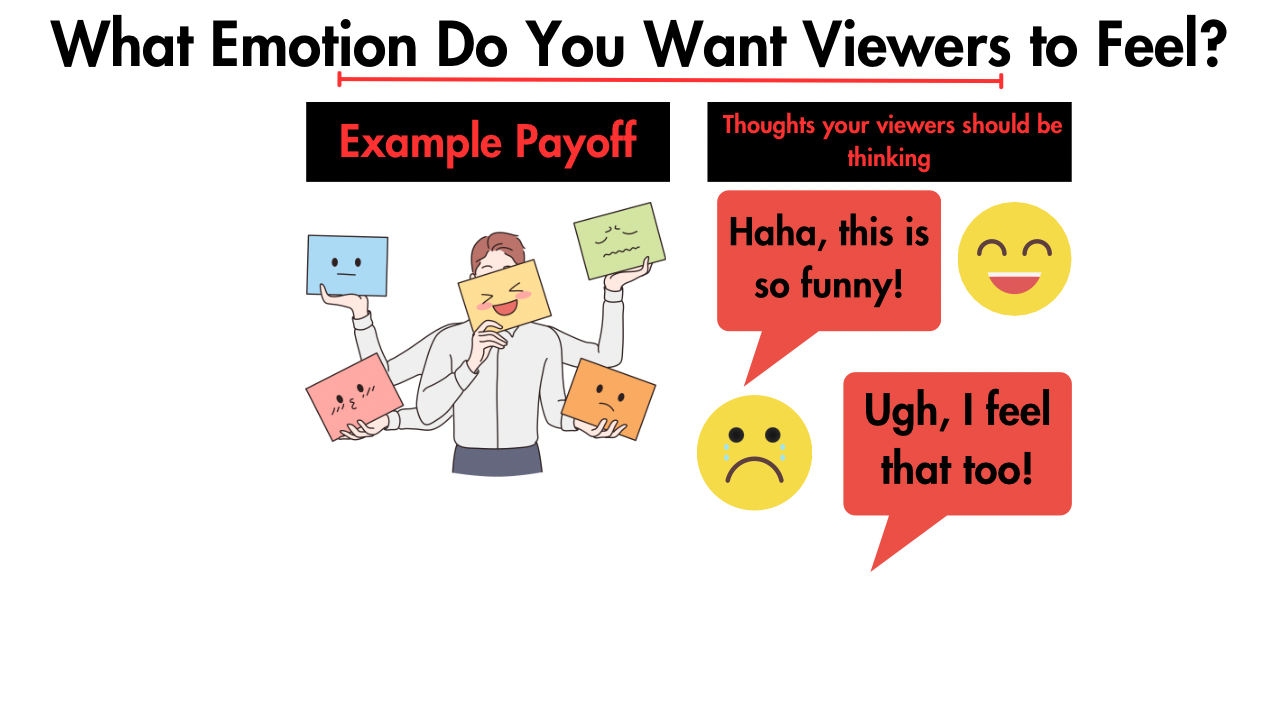 What Emotion Do You Want Viewers to Feel?
Example Payoff
Thoughts your viewers should be
thinking
Haha, this is
so funny!
Ugh, I feel
that too!